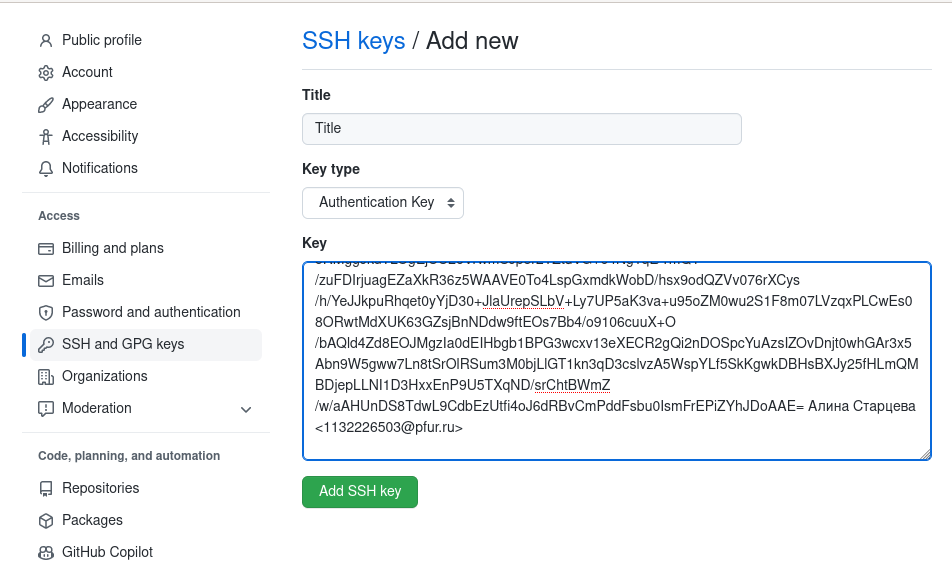 Public profile
Account
Appearance
Accessibility
Notifications
Access
Billing and plans
Emails
Password and authentication
SSH and GPG keys
Organizations
Moderation
Code, planning, and automation
Repositories
Packages
GitHub Copilot
SSH keys / Add new
Title
Title
Key type
Authentication Key
Key
/zuFDIrjuagEZaXkR36z5WAAVE0To4LspGxmdkWobD/hsx9odQZVv076rXCys
/h/YeJJkpuRhqet0yYjD30+JlaUrepSLbV+Ly7UP5aK3va+u95oZM0wu2S1F8m07LVzqxPLCwEs0
8ORwtMdXUK63GZsjBnNDdw9ftEOs7Bb4/o9106cuuX+O
/bAQld4Zd8EOJMgzIa0dEIHbgb1BPG3wcxv13eXECR2gQi2nDOSpcYuAzsIZOvDnjt0whGAr3x5
Abn9W5gww7Ln8tSrOlRSum3M0bjLlGT1kn3qD3cslvzA5WspYLf5SkKgwkDBHsBXJy25fHLmQM
BDjepLLNI1D3HxxEnP9U5TXqND/srChtBWmZ
/w/aAHUnDS8TdwL9CdbEzUtfi4oJ6dRBvCmPddFsbu0IsmFrEPiZYhJDoAAE= Алина Старцева
<1132226503@pfur.ru>
Add SSH key